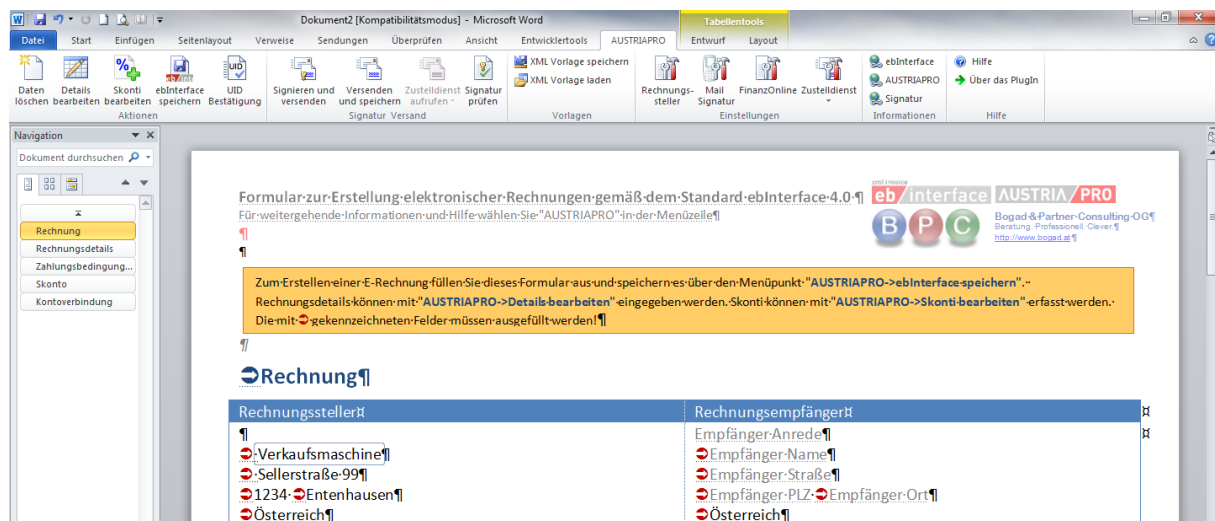 Dokument2 [Kompatibilitätsmodus] - Microsoft Word
Tabellentools
Datei Start Einfügen Seitenlayout Verweise Sendungen Überprüfen Ansicht Entwicklertools AUSTRIAPRO Entwurf Layout
Daten löschen
Details bearbeiten
Skonti bearbeiten
ebInterface speichern
UID Bestätigung
Signieren und versenden
Versenden und speichern
Zustelldienst aufrufen
Signatur prüfen
XML Vorlage speichern
XML Vorlage laden
Rechnungs- steller
Mail Signatur
FinanzOnline
Zustelldienst
ebInterface
AUSTRIAPRO
Signatur
Hilfe
Über das PlugIn
Aktionen
Signatur Versand
Vorlagen
Einstellungen
Informationen
Hilfe
Navigation
Dokument durchsuchen
Rechnung
Rechnungsdetails
Zahlungsbedingung...
Skonto
Kontoverbindung
Formular·zur·Erstellung·elektronischer·Rechnungen·gemäß·dem·Standard·ebInterface·4.0·¶
Für·weitergehende·Informationen·und·Hilfe·wählen·Sie·"AUSTRIAPRO"·in·der·Menüzeile¶
¶
¶
xml invoice
eb/interface AUSTRIA/PRO
B P C
Bogad·&·Partner·Consulting·OG¶
Beratung.·Professionell.·Clever.¶
http://www.bogad.at¶
Zum·Erstellen·einer·E-Rechnung·füllen·Sie·dieses·Formular·aus·und·speichern·es·über·den·Menüpunkt·"AUSTRIAPRO->ebInterface·speichern".·
Rechnungsdetails·können·mit·"AUSTRIAPRO->Details·bearbeiten"·eingegeben·werden.·Skonti·können·mit·"AUSTRIAPRO->Skonti·bearbeiten"·erfasst·werden.·
Die·mit·➲·gekennzeichneten·Felder·müssen·ausgefüllt·werden!¶
¶
➲Rechnung¶
Rechnungssteller¤
¶
➲·Verkaufsmaschine¶
➲·Sellerstraße·99¶
➲1234·➲Entenhausen¶
➲Österreich¶
Rechnungsempfänger¤ ¤
Empfänger·Anrede¶ ¤
➲Empfänger·Name¶
➲Empfänger·Straße¶
➲Empfänger·PLZ·➲Empfänger·Ort¶
➲Österreich¶